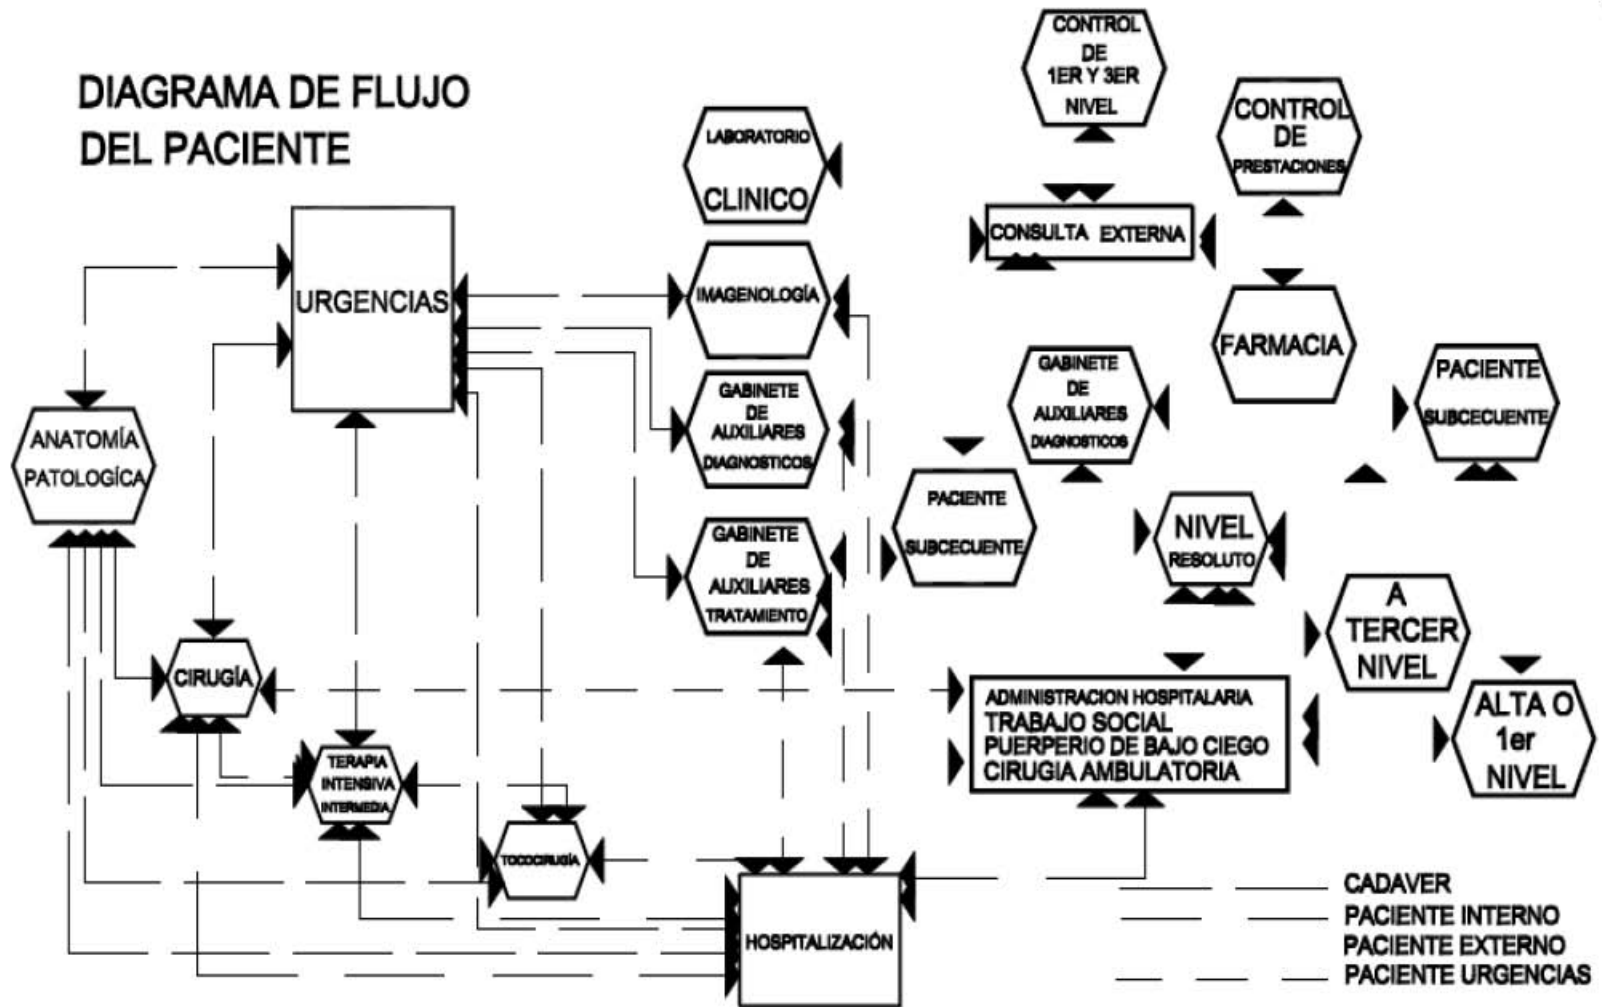 DIAGRAMA DE FLUJO
DEL PACIENTE
CONTROL
DE
1ER Y 3ER
NIVEL
CONTROL
DE
PRESTACIONES
LABORATORIO
CLINICO
CONSULTA EXTERNA
URGENCIAS
IMAGENOLOGÍA
FARMACIA
GABINETE
DE
AUXILIARES
DIAGNOSTICOS
GABINETE
DE
AUXILIARES
DIAGNOSTICOS
PACIENTE
SUBCECUENTE
ANATOMÍA
PATOLOGÍCA
PACIENTE
SUBCECUENTE
GABINETE
DE
AUXILIARES
TRATAMIENTO
NIVEL
RESOLUTO
A
TERCER
NIVEL
CIRUGÍA
ADMINISTRACION HOSPITALARIA
TRABAJO SOCIAL
PUERPERIO DE BAJO CIEGO
CIRUGIA AMBULATORIA
ALTA O
1er
NIVEL
TERAPIA
INTENSIVA
INTERMEDIA
TOCOCIRUGÍA
HOSPITALIZACIÓN
CADAVER
PACIENTE INTERNO
PACIENTE EXTERNO
PACIENTE URGENCIAS